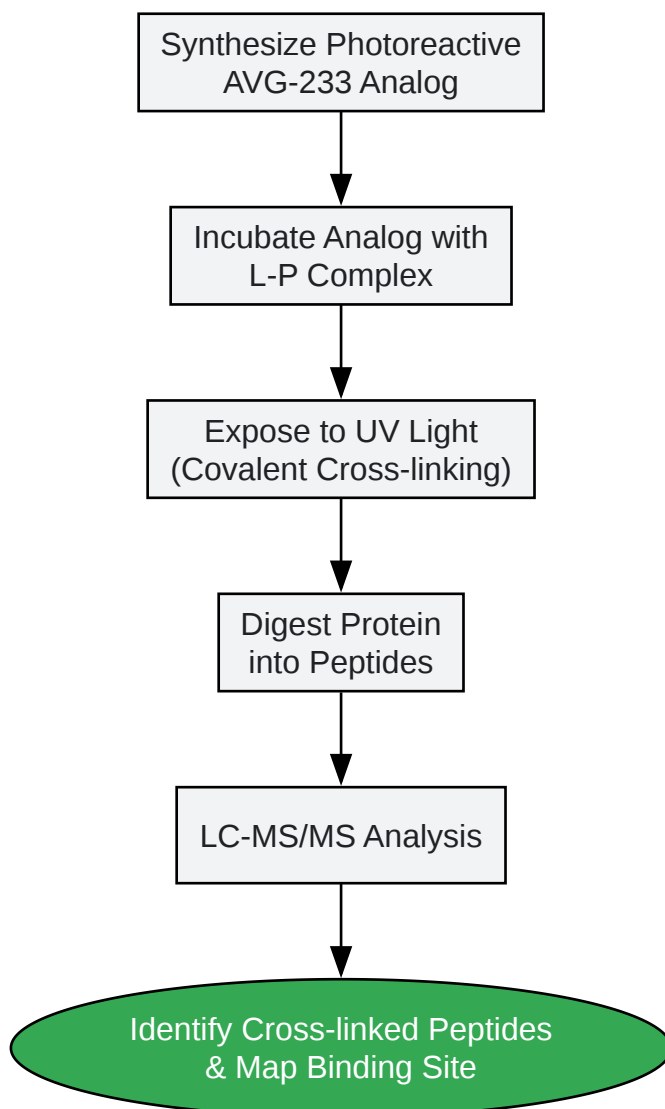 Synthesize Photoreactive
AVG-233 Analog
Incubate Analog with
L-P Complex
Expose to UV Light
(Covalent Cross-linking)
Digest Protein
into Peptides
LC-MS/MS Analysis
Identify Cross-linked Peptides
& Map Binding Site